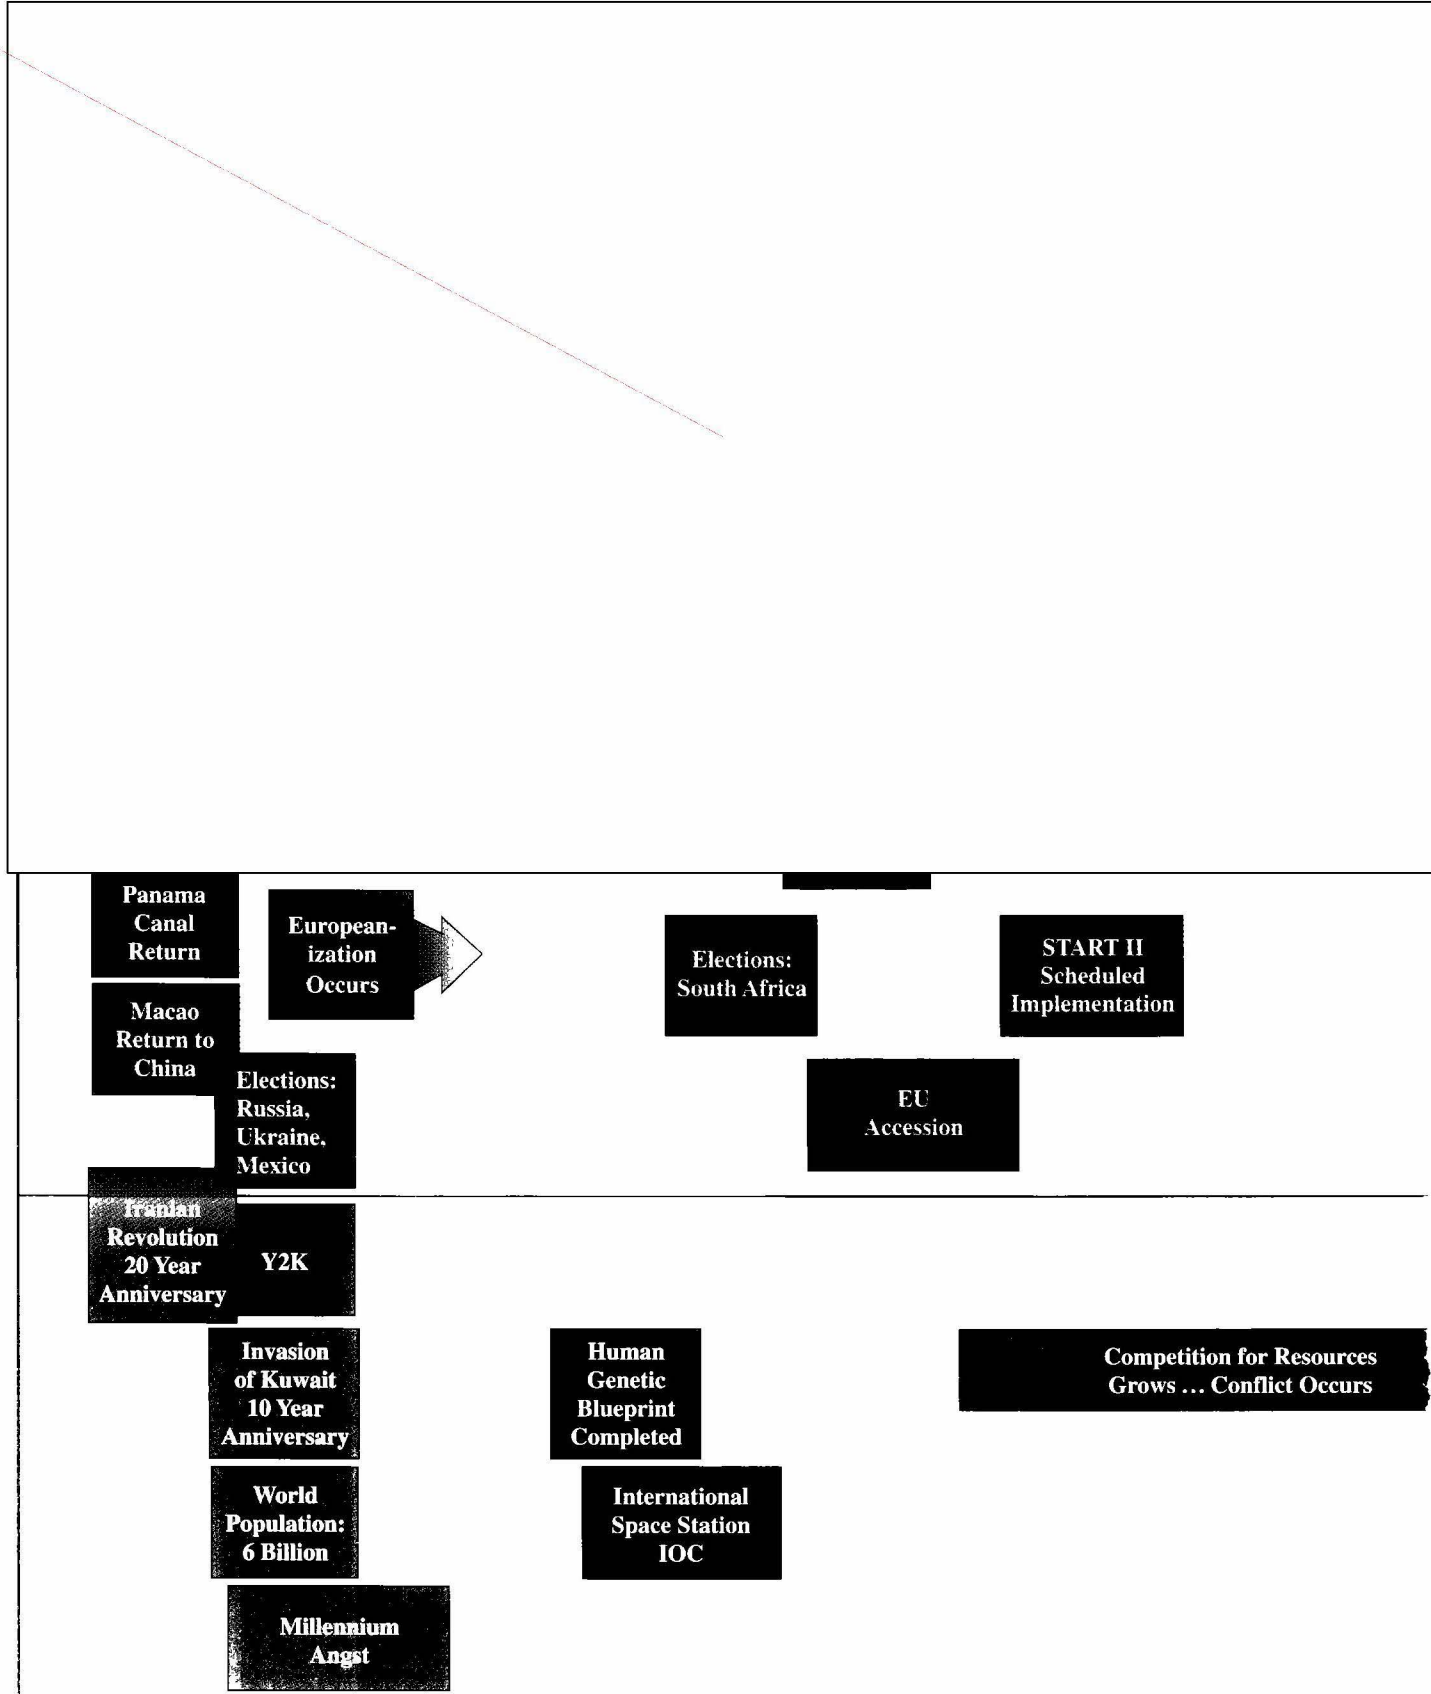 Panama
Canal
Return
European-
ization
Occurs
Elections:
South Africa
START II
Scheduled
Implementation
Macao
Return to
China
Elections:
Russia,
Ukraine,
Mexico
EU
Accession
Iranian
Revolution
20 Year
Anniversary
Y2K
Invasion
of Kuwait
10 Year
Anniversary
Human
Genetic
Blueprint
Completed
Competition for Resources
Grows ... Conflict Occurs
World
Population:
6 Billion
International
Space Station
IOC
Millennium
Angst